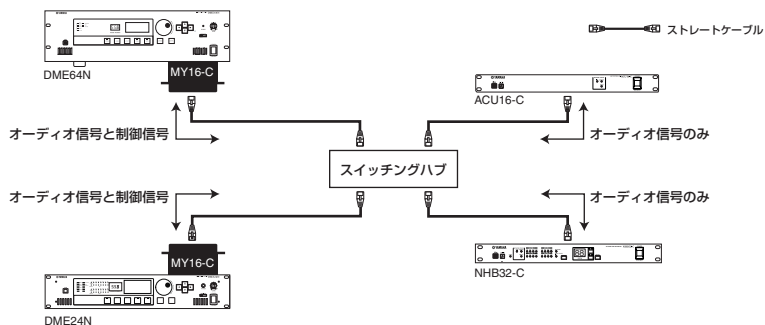 ストレートケーブル
DME64N
MY16-C
YAMAHA
ACU16-C
オーディオ信号と制御信号
オーディオ信号のみ
スイッチングハブ
オーディオ信号と制御信号
オーディオ信号のみ
MY16-C
YAMAHA
NHB32-C
DME24N